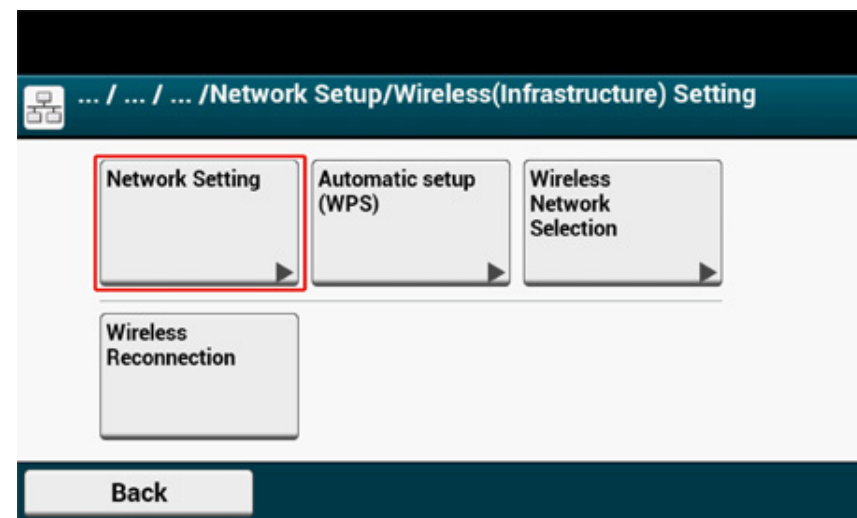 ... / ... / ... /Network Setup/Wireless(Infrastructure) Setting
Network Setting
Automatic setup
(WPS)
Wireless
Network
Selection
Wireless
Reconnection
Back